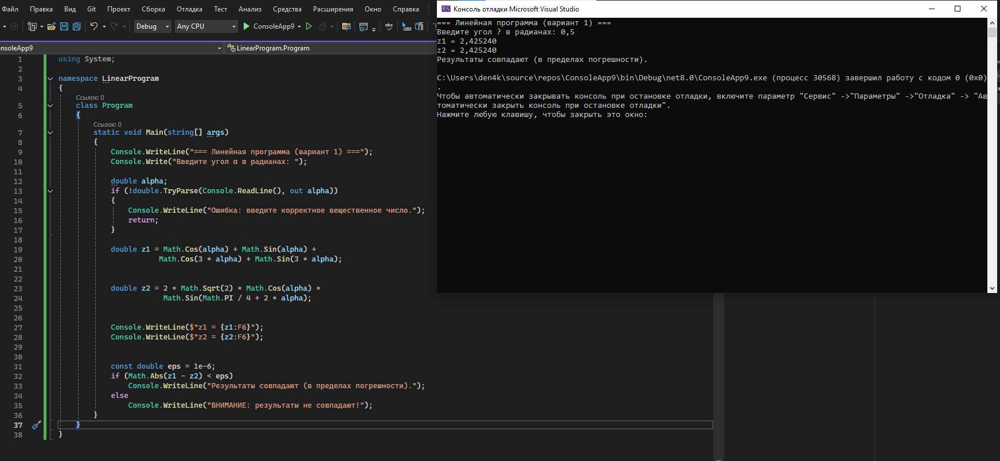 Файл Правка Вид Git Проект Сборка Отладка Тест Анализ Средства Расширения Окно Справка
Debug Any CPU ConsoleApp9
nsoleApp9 LinearProgram.Program
1 using System;
2
3 namespace LinearProgram
4 {
Ссылок: 0
5 class Program
6 {
Ссылок: 0
7 static void Main(string[] args)
8 {
9 Console.WriteLine("=== Линейная программа (вариант 1) ===");
10 Console.Write("Введите угол α в радианах: ");
11
12 double alpha;
13 if (!double.TryParse(Console.ReadLine(), out alpha))
14 {
15 Console.WriteLine("Ошибка: введите корректное вещественное число.");
16 return;
17 }
18
19 double z1 = Math.Cos(alpha) + Math.Sin(alpha) +
20 Math.Cos(3 * alpha) + Math.Sin(3 * alpha);
21
22
23 double z2 = 2 * Math.Sqrt(2) * Math.Cos(alpha) *
24 Math.Sin(Math.PI / 4 + 2 * alpha);
25
26
27 Console.WriteLine($"z1 = {z1:F6}");
28 Console.WriteLine($"z2 = {z2:F6}");
29
30
31 const double eps = 1e-6;
32 if (Math.Abs(z1 - z2) < eps)
33 Console.WriteLine("Результаты совпадают (в пределах погрешности).");
34 else
35 Console.WriteLine("ВНИМАНИЕ: результаты не совпадают!");
36 }
37 }
38 }
Консоль отладки Microsoft Visual Studio
=== Линейная программа (вариант 1) ===
Введите угол ? в радианах: 0,5
z1 = 2,425240
z2 = 2,425240
Результаты совпадают (в пределах погрешности).
C:\Users\den4k\source\repos\ConsoleApp9\bin\Debug\net8.0\ConsoleApp9.exe (процесс 30568) завершил работу с кодом 0 (0x0)
.
Чтобы автоматически закрывать консоль при остановке отладки, включите параметр "Сервис" ->"Параметры" ->"Отладка" -> "Ав
томатически закрыть консоль при остановке отладки".
Нажмите любую клавишу, чтобы закрыть это окно: